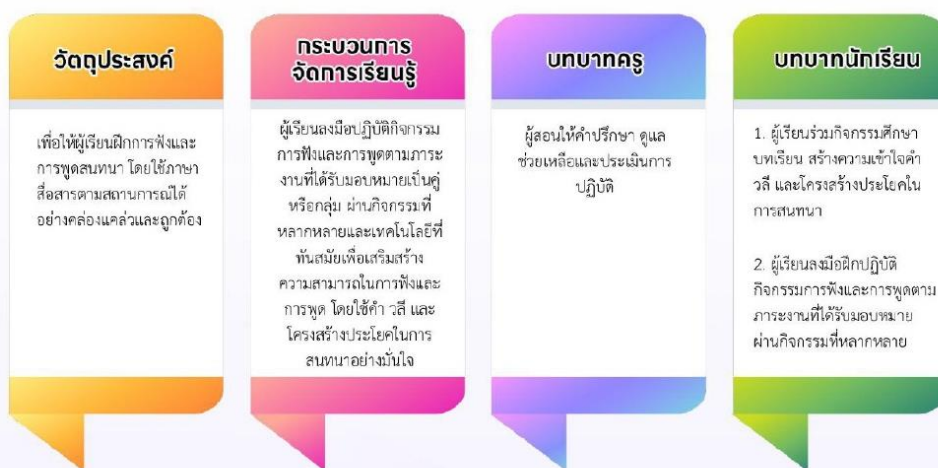 วัตถุประสงค์
เพื่อให้ผู้เรียนฝึกการฟังและ
การพูดสนทนา โดยใช้ภาษา
สื่อสารตามสถานการณ์ได้
อย่างคล่องแคล่วและถูกต้อง
กระบวนการ
จัดการเรียนรู้
ผู้เรียนลงมือปฏิบัติกิจกรรม
การฟังและการพูดตามภาระ
งานที่ได้รับมอบหมายเป็นคู่
หรือกลุ่ม ผ่านกิจกรรมที่
หลากหลายและเทคโนโลยีที่
ทันสมัยเพื่อเสริมสร้าง
ความสามารถในการฟังและ
การพูด โดยใช้คำ วลี และ
โครงสร้างประโยคในการ
สนทนาอย่างมั่นใจ
บทบาทครู
ผู้สอนให้คำปรึกษา ดูแล
ช่วยเหลือและประเมินการ
ปฏิบัติ
บทบาทนักเรียน
1. ผู้เรียนร่วมกิจกรรมศึกษา
บทเรียน สร้างความเข้าใจคำ
วลี และโครงสร้างประโยคใน
การสนทนา
2. ผู้เรียนลงมือฝึกปฏิบัติ
กิจกรรมการฟังและการพูดตาม
ภาระงานที่ได้รับมอบหมาย
ผ่านกิจกรรมที่หลากหลาย